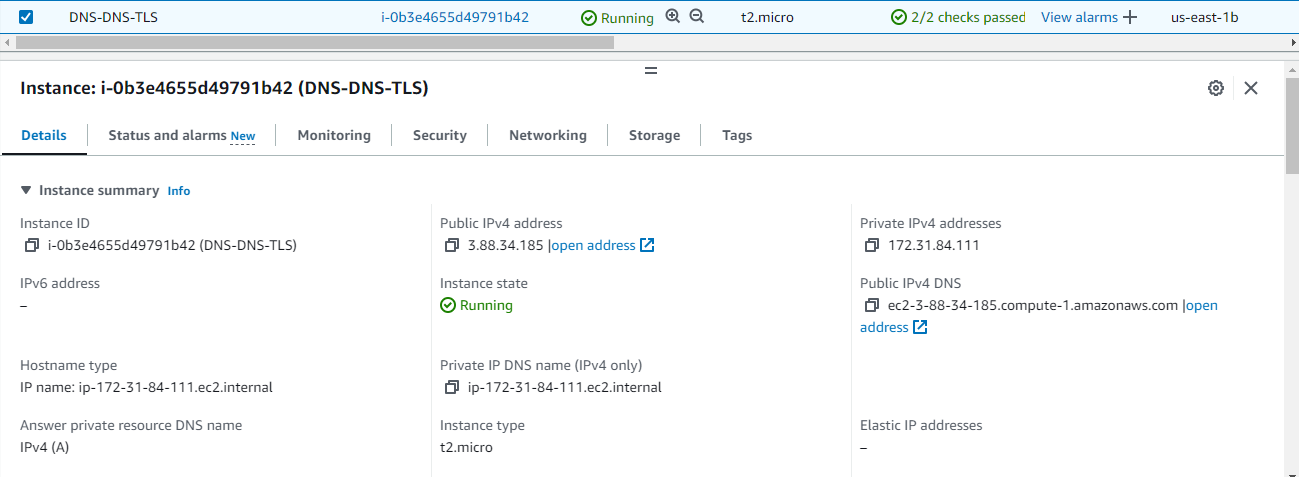 DNS-DNS-TLS i-0b3e4655d49791b42 Running t2.micro 2/2 checks passed View alarms + us-east-1b
Instance: i-0b3e4655d49791b42 (DNS-DNS-TLS)
Details Status and alarms New Monitoring Security Networking Storage Tags
Instance summary Info
Instance ID
i-0b3e4655d49791b42 (DNS-DNS-TLS)
Public IPv4 address
3.88.34.185 |open address
Private IPv4 addresses
172.31.84.111
IPv6 address
–
Instance state
Running
Public IPv4 DNS
ec2-3-88-34-185.compute-1.amazonaws.com |open
address
Hostname type
IP name: ip-172-31-84-111.ec2.internal
Private IP DNS name (IPv4 only)
ip-172-31-84-111.ec2.internal
Answer private resource DNS name
IPv4 (A)
Instance type
t2.micro
Elastic IP addresses
–